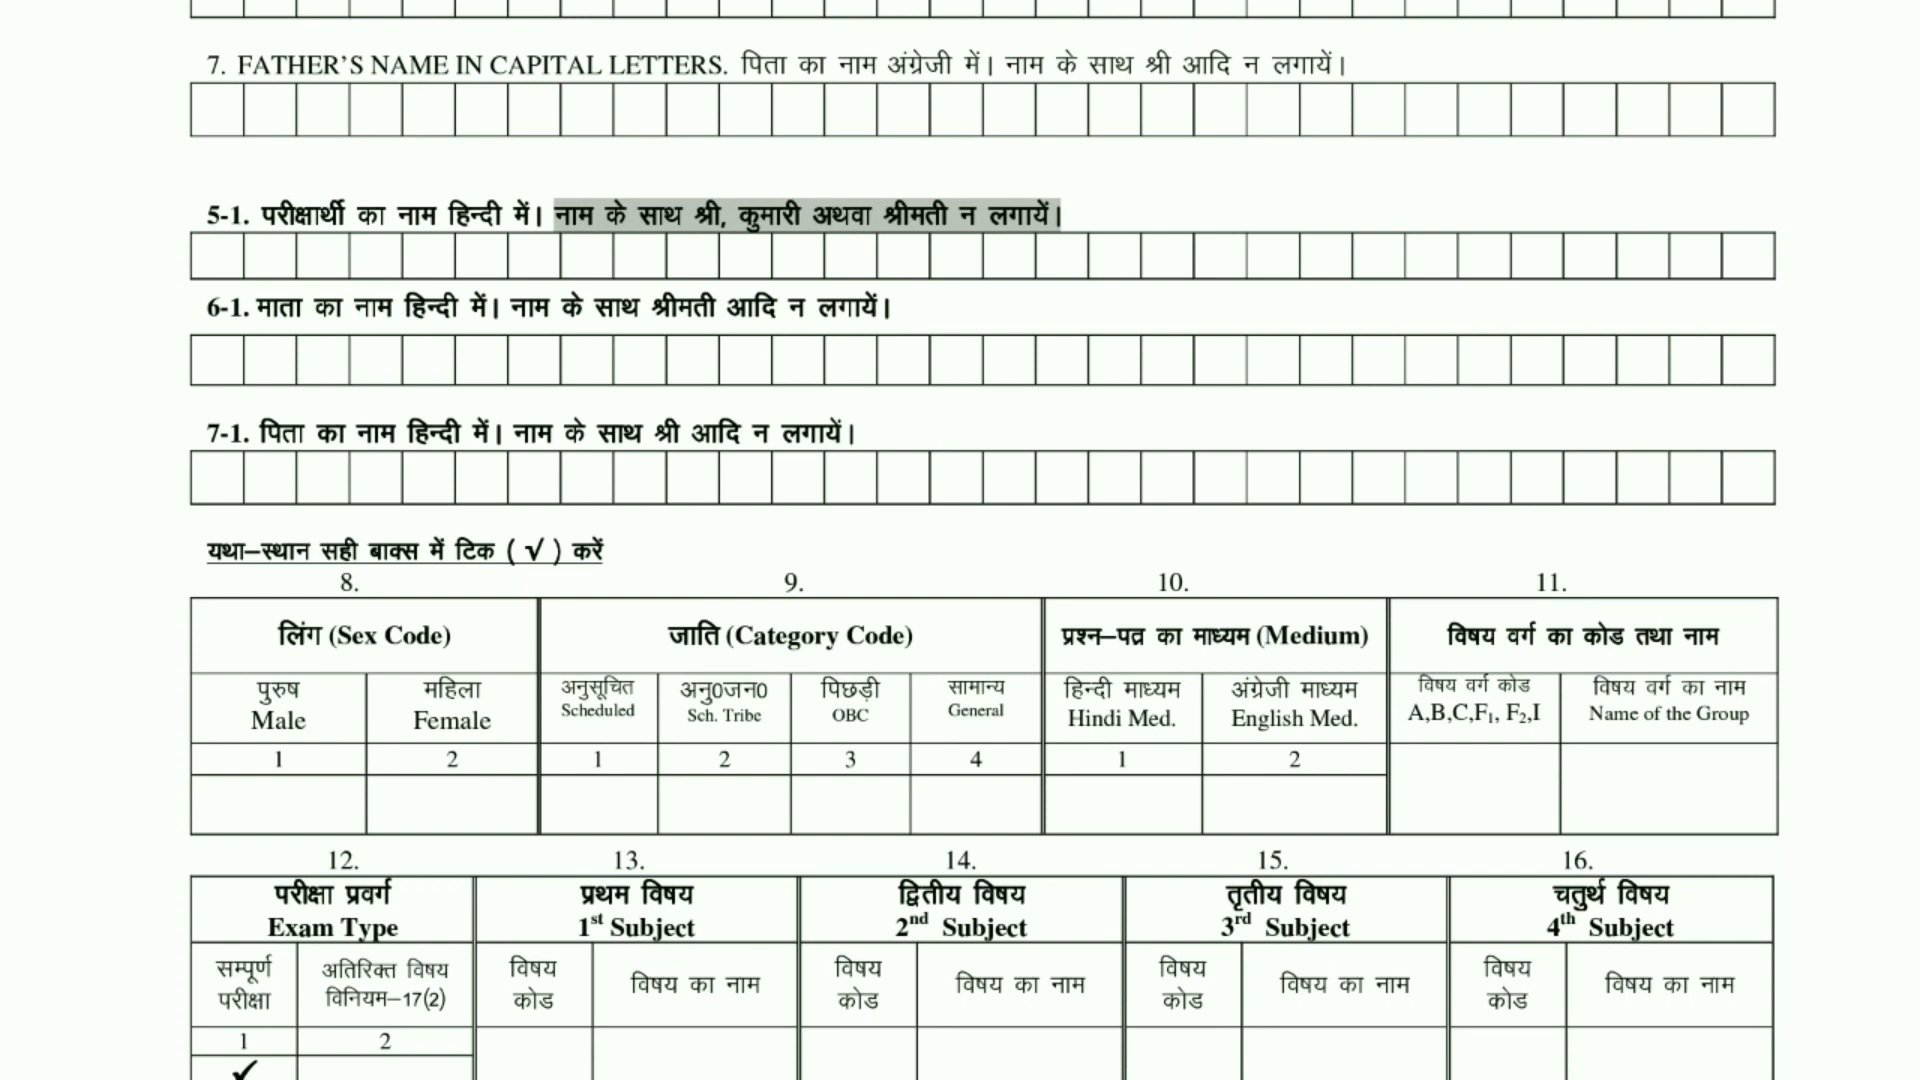 7. FATHER'S NAME IN CAPITAL LETTERS. पिता का नाम अंग्रेजी में। नाम के साथ श्री आदि न लगायें।
5-1. परीक्षार्थी का नाम हिन्दी में। नाम के साथ श्री, कुमारी अथवा श्रीमती न लगायें।
6-1. माता का नाम हिन्दी में। नाम के साथ श्रीमती आदि न लगायें।
7-1. पिता का नाम हिन्दी में। नाम के साथ श्री आदि न लगायें।
यथा–स्थान सही बाक्स में टिक ( √ ) करें
8. 9. 10. 11.
लिंग (Sex Code) जाति (Category Code) प्रश्न–पत्र का माध्यम (Medium) विषय वर्ग का कोड तथा नाम
पुरुष महिला अनुसूचित अनु0जन0 पिछड़ी सामान्य हिन्दी माध्यम अंग्रेजी माध्यम विषय वर्ग कोड विषय वर्ग का नाम
Male Female Scheduled Sch. Tribe OBC General Hindi Med. English Med. A,B,C,F₁, F₂,I Name of the Group
1 2 1 2 3 4 1 2
12. 13. 14. 15. 16.
परीक्षा प्रवर्ग प्रथम विषय द्वितीय विषय तृतीय विषय चतुर्थ विषय
Exam Type 1st Subject 2nd Subject 3rd Subject 4th Subject
सम्पूर्ण अतिरिक्त विषय विषय विषय का नाम विषय विषय का नाम विषय विषय का नाम विषय विषय का नाम
परीक्षा विनियम–17(2) कोड कोड कोड कोड
1 2
✓